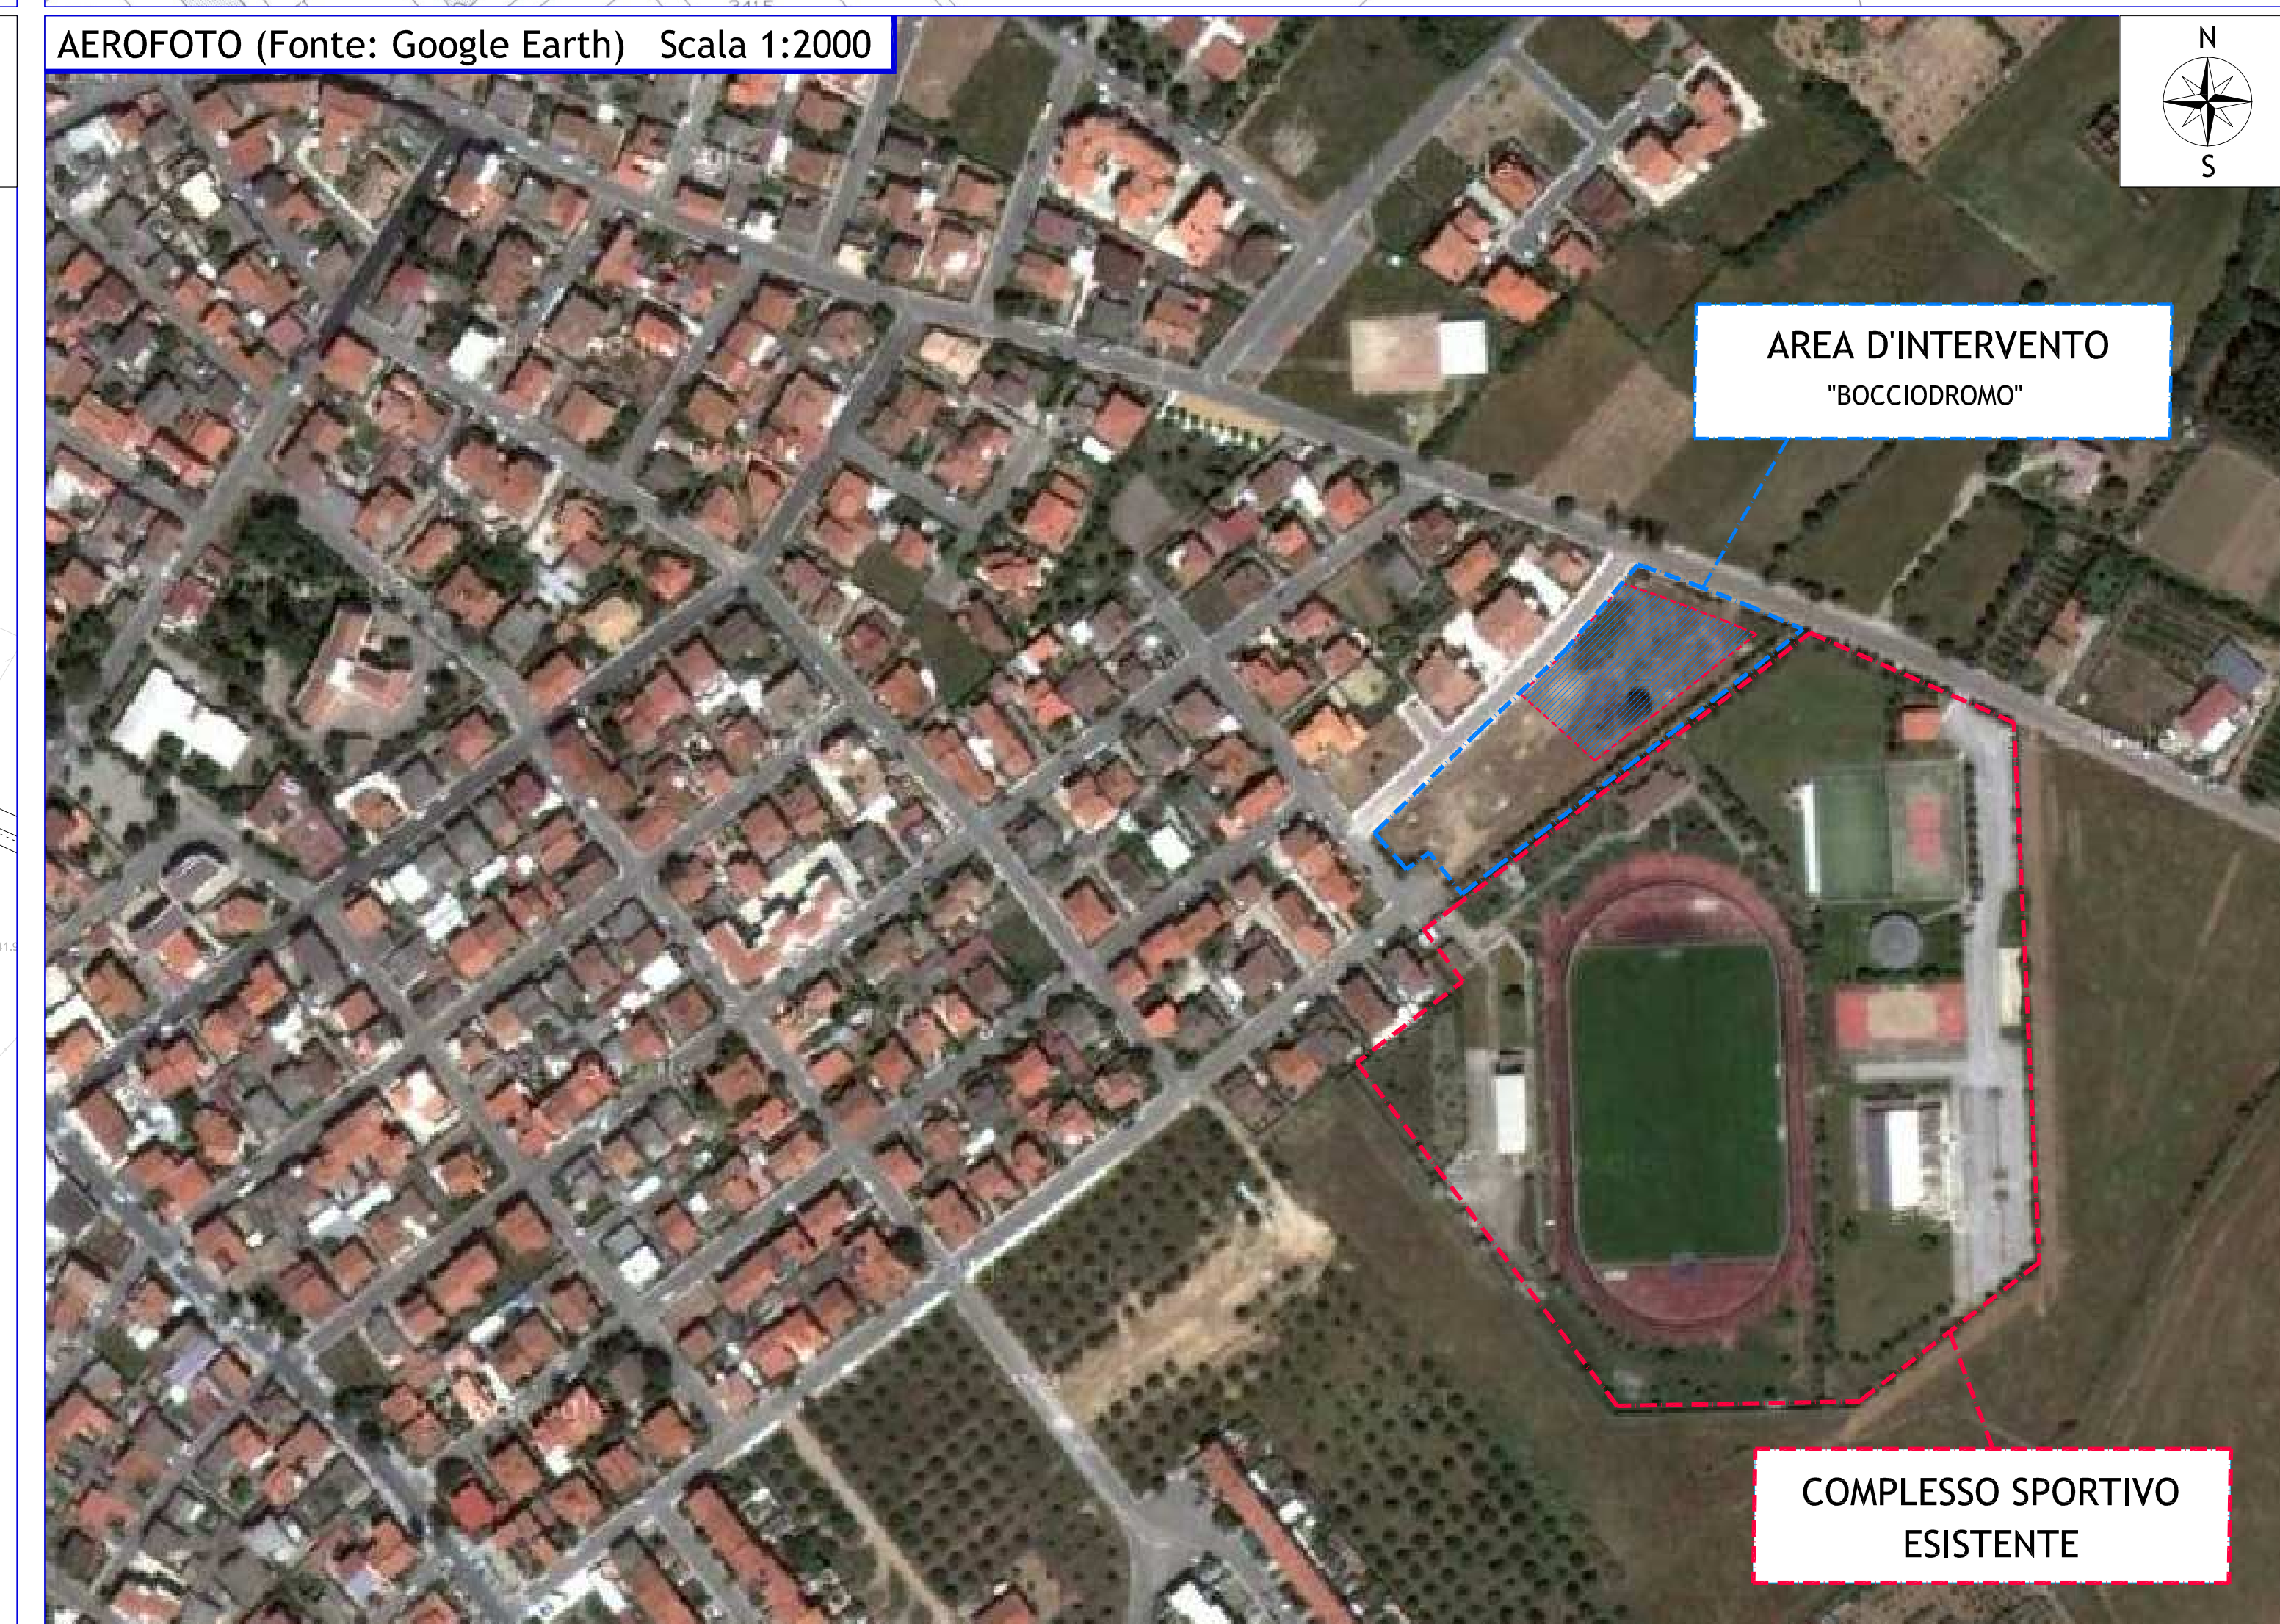 AEROFOTO (Fonte: Google Earth) Scala 1:2000
N
S
AREA D'INTERVENTO
"BOCCIODROMO"
COMPLESSO SPORTIVO
ESISTENTE